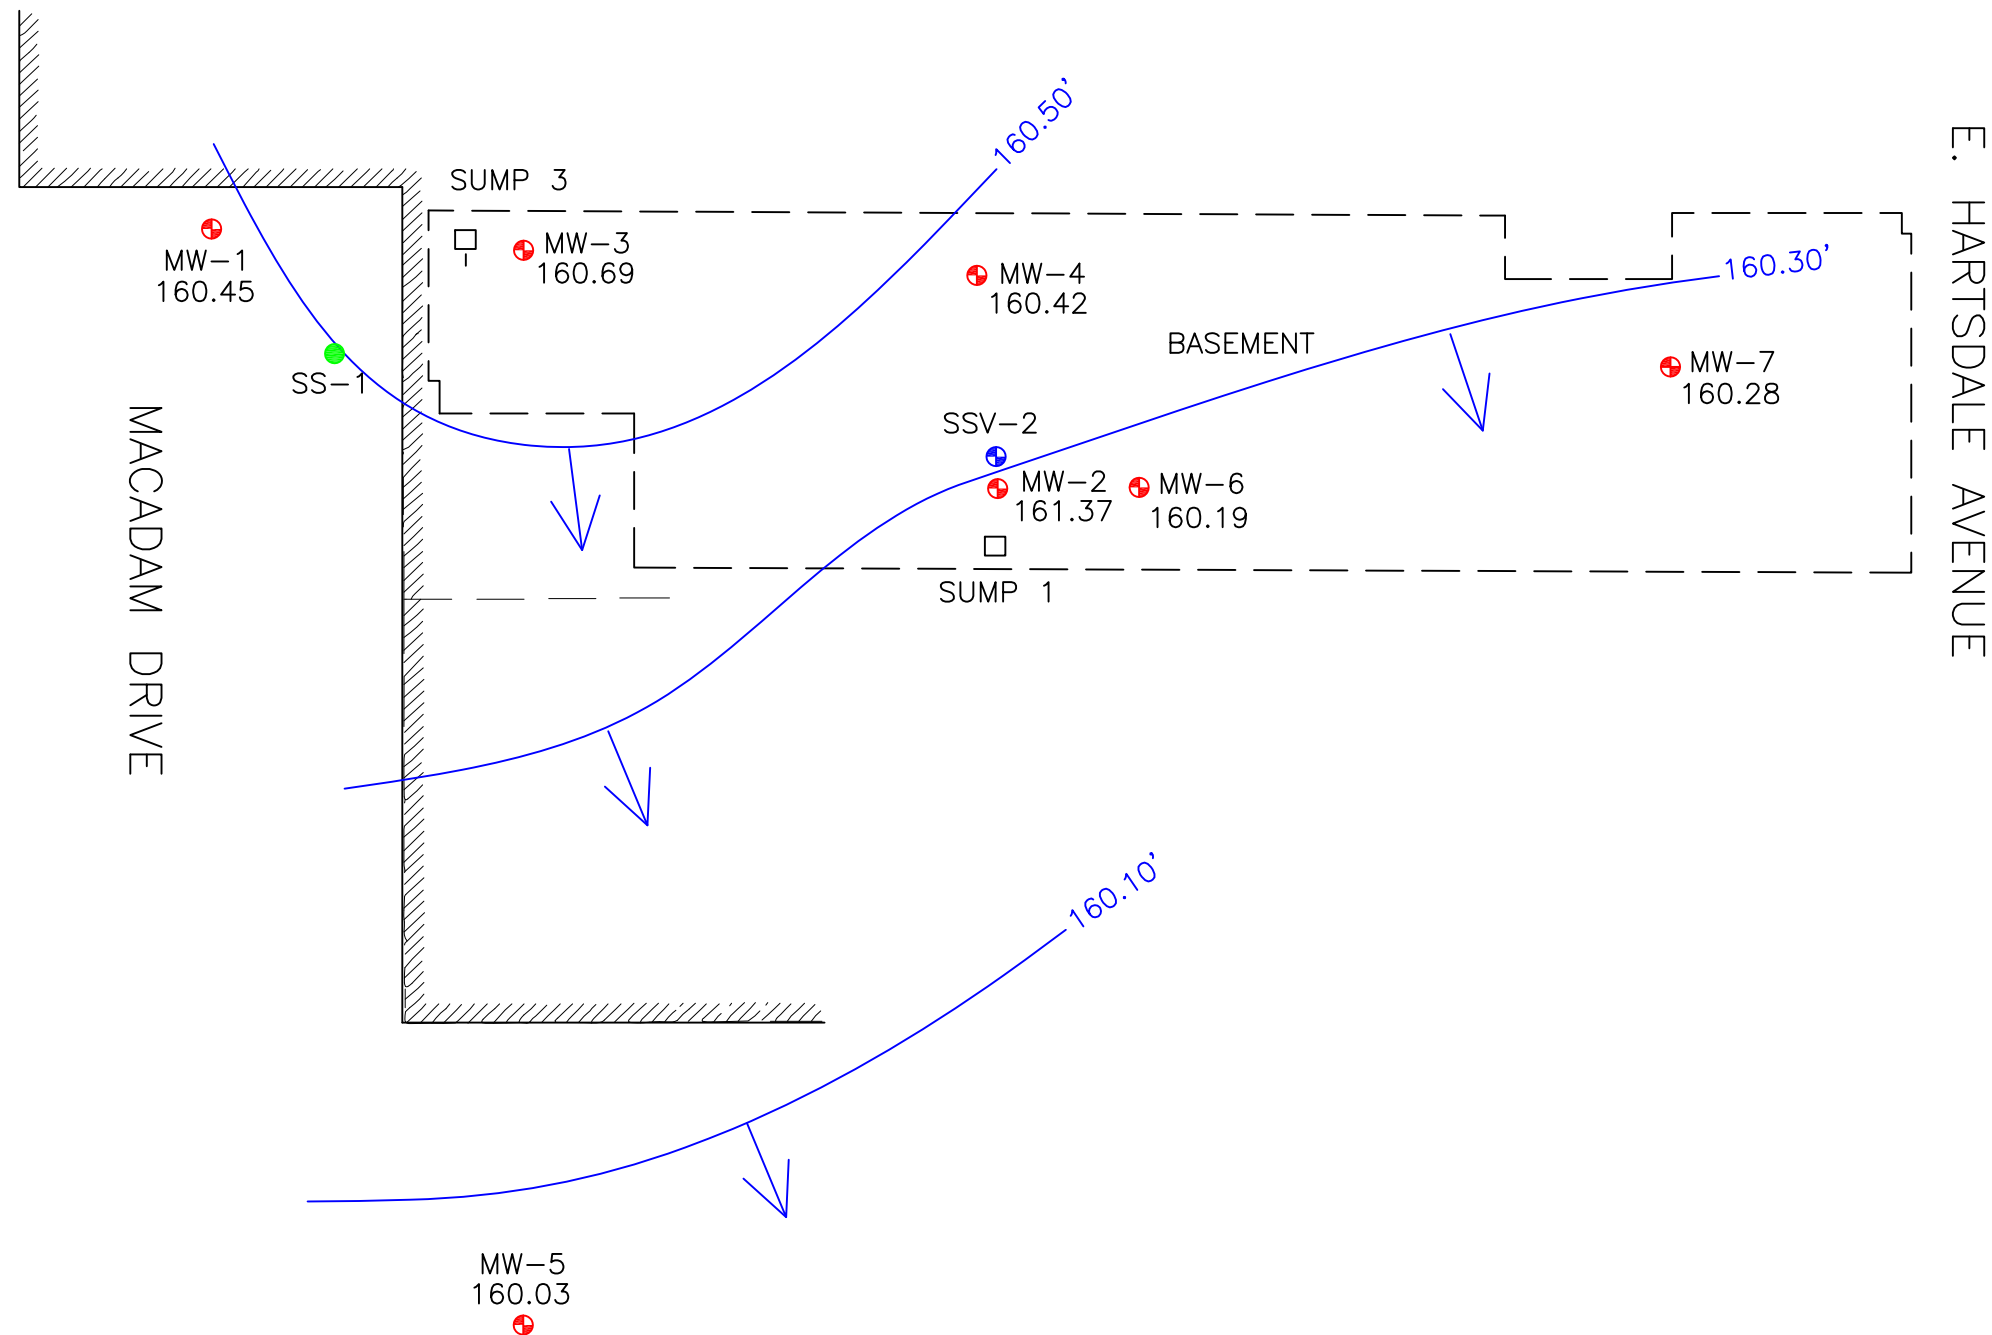 160.50'
E. HARTSDALE AVENUE
SUMP 3
MW-3
160.69
MW-1
160.45
MW-4
160.42
160.30'
BASEMENT
MW-7
160.28
SS-1
MACADAM DRIVE
SSV-2
MW-2
161.37
MW-6
160.19
SUMP 1
160.10'
MW-5
160.03